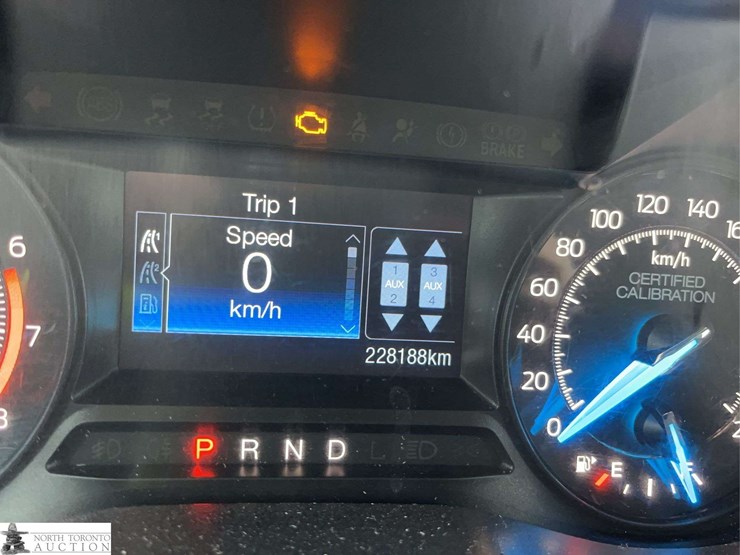 BRAKE
Trip 1
Speed
0
km/h
1
AUX
2
3
AUX
4
228188km
P R N D L
6
7
8
0
20
40
60
80
100
120
140
km/h
CERTIFIED
CALIBRATION
E
F
NORTH TORONTO
AUCTION